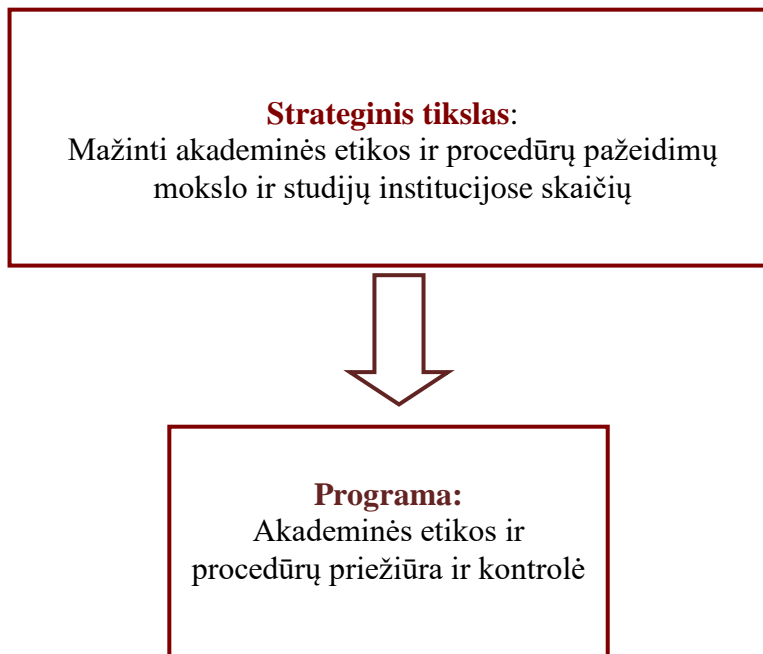 Strateginis tikslas:
Mažinti akademinės etikos ir procedūrų pažeidimų
mokslo ir studijų institucijose skaičių
Programa:
Akademinės etikos ir
procedūrų priežiūra ir kontrolė